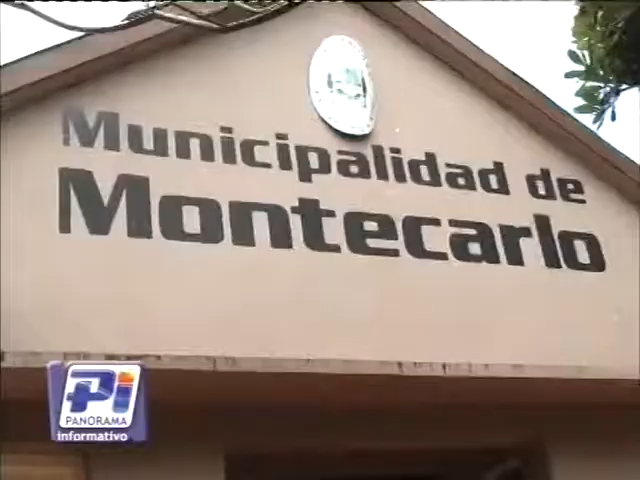 Municipalidad de
Montecarlo
Pi
PANORAMA
informativo